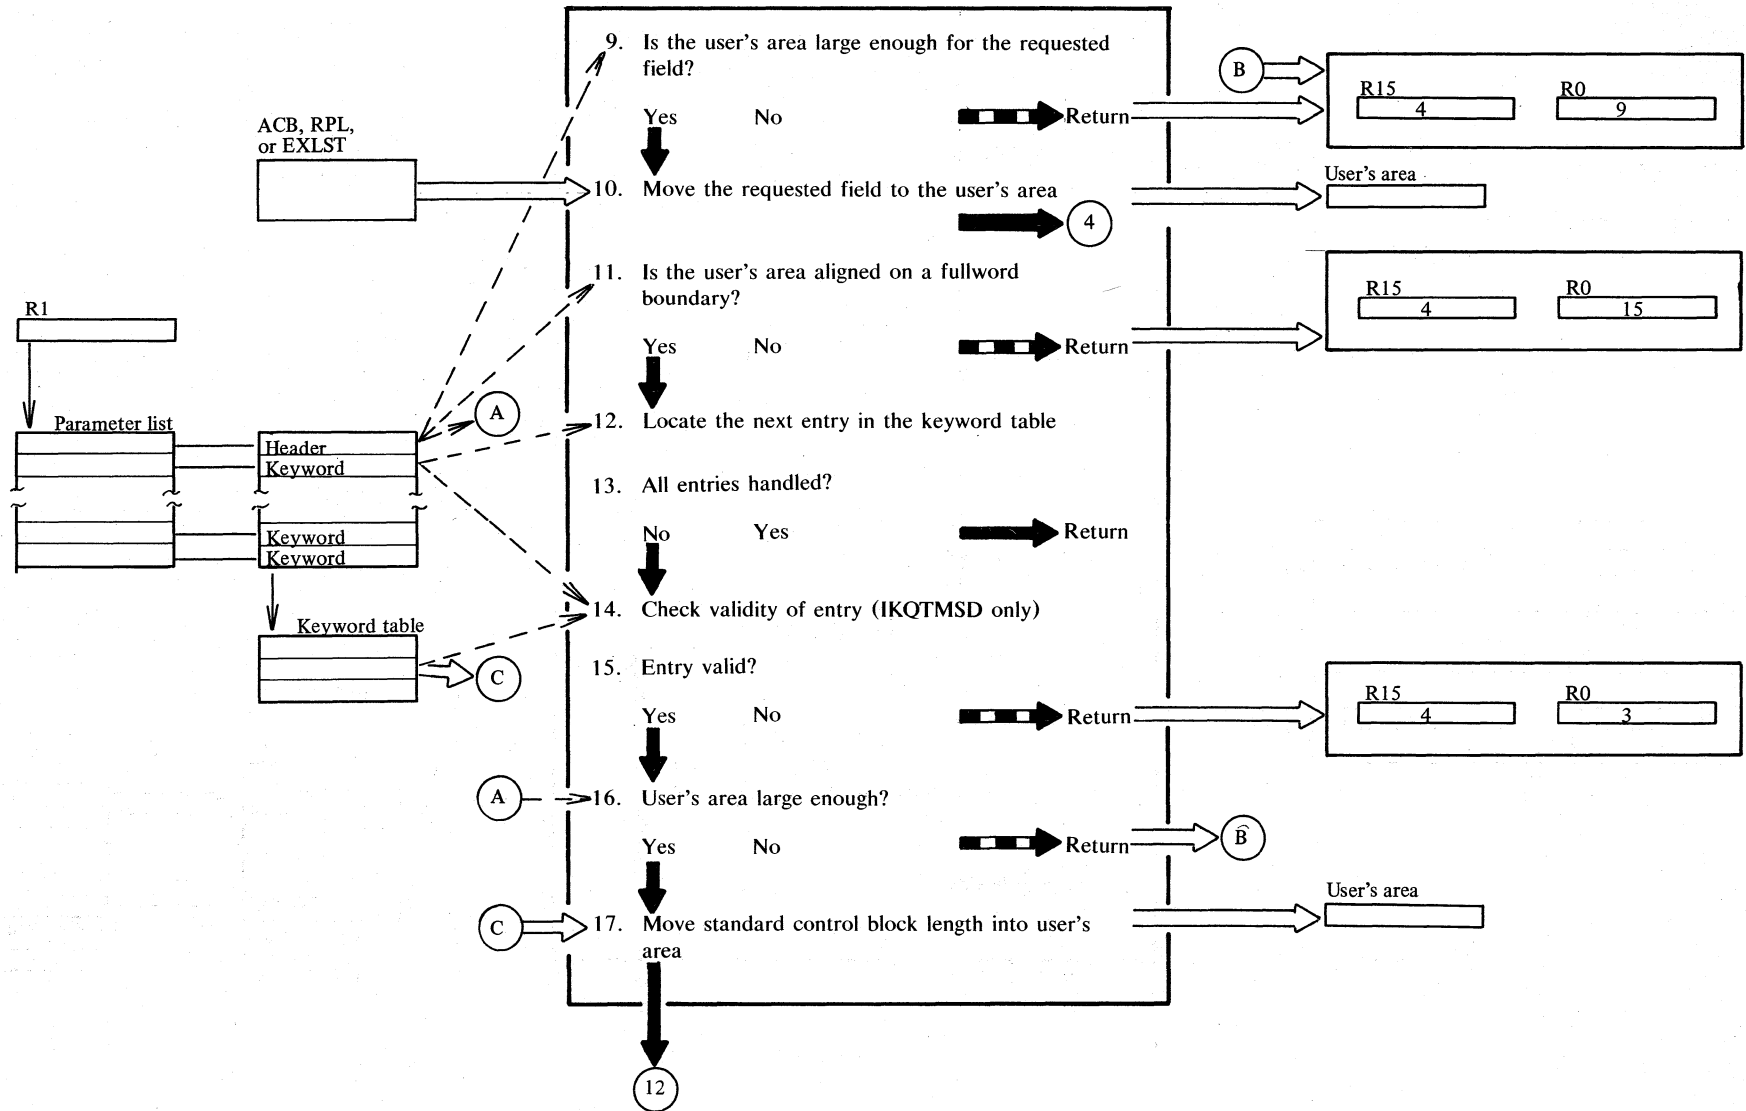 9. Is the user's area large enough for the requested
field?
Yes No Return
B
R15 R0
4 9
ACB, RPL,
or EXLST
10. Move the requested field to the user's area
4
User's area
11. Is the user's area aligned on a fullword
boundary?
Yes No Return
R15 R0
4 15
R1
Parameter list
Header
Keyword
Keyword
Keyword
A
12. Locate the next entry in the keyword table
13. All entries handled?
No Yes Return
14. Check validity of entry (IKQTMSD only)
Keyword table
C
15. Entry valid?
Yes No Return
R15 R0
4 3
A
16. User's area large enough?
Yes No Return
B
C
17. Move standard control block length into user's
area
User's area
12